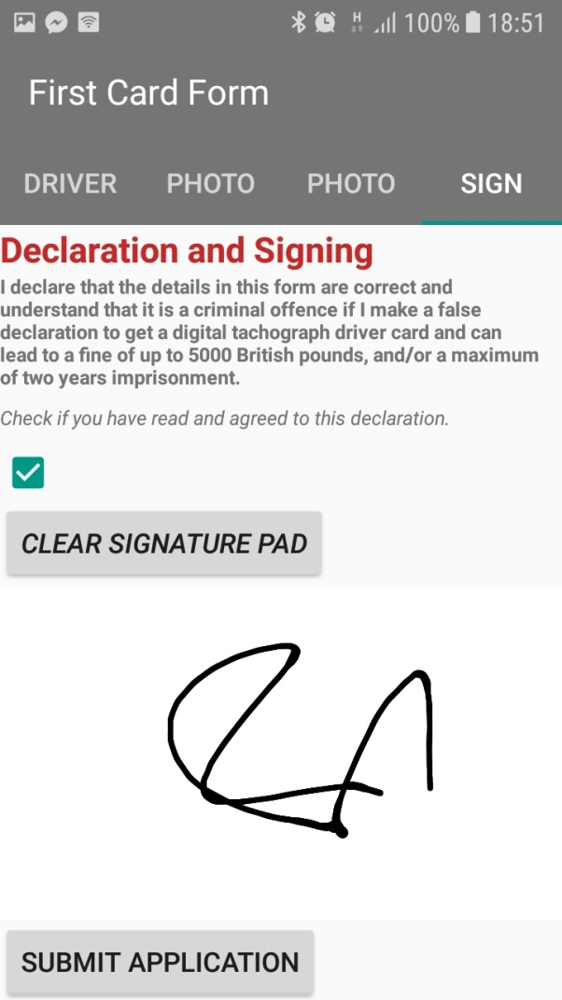 H 100% 18:51
First Card Form
DRIVER PHOTO PHOTO SIGN
Declaration and Signing
I declare that the details in this form are correct and
understand that it is a criminal offence if I make a false
declaration to get a digital tachograph driver card and can
lead to a fine of up to 5000 British pounds, and/or a maximum
of two years imprisonment.
Check if you have read and agreed to this declaration.
CLEAR SIGNATURE PAD
SUBMIT APPLICATION